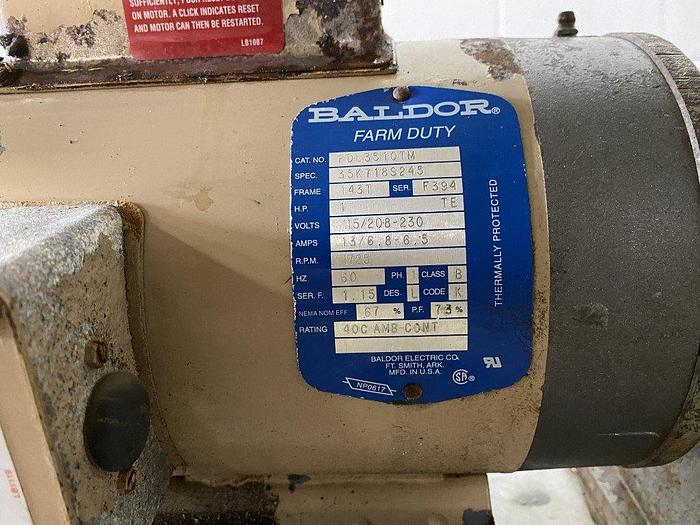 SUFFICIENTLY, PUSH RESET
ON MOTOR. A CLICK INDICATES RESET
AND MOTOR CAN THEN BE RESTARTED.
LB1087
BALDOR®
FARM DUTY
CAT. NO. FDL3510TM
SPEC. 35K718S245
FRAME 143T SER. F394
H.P. 1 TE
VOLTS 115/208-230
AMPS 13/6.8-6.5
R.P.M. 1725
HZ 60 PH. 1 CLASS B
SER. F. 1.15 DES. L CODE K
NEMA NOM EFF. 67 % P.F. 73 %
RATING 40C AMB-CONT
THERMALLY PROTECTED
BALDOR ELECTRIC CO.
FT. SMITH, ARK.
MFD. IN U.S.A.
NP0617
LB1119